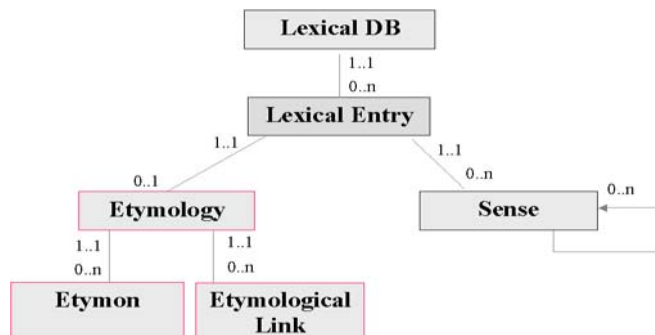 Lexical DB
1..1
0..n
Lexical Entry
1..1
1..1
0..1
0..n
0..n
Etymology
Sense
1..1
1..1
0..n
0..n
Etymon
Etymological
Link